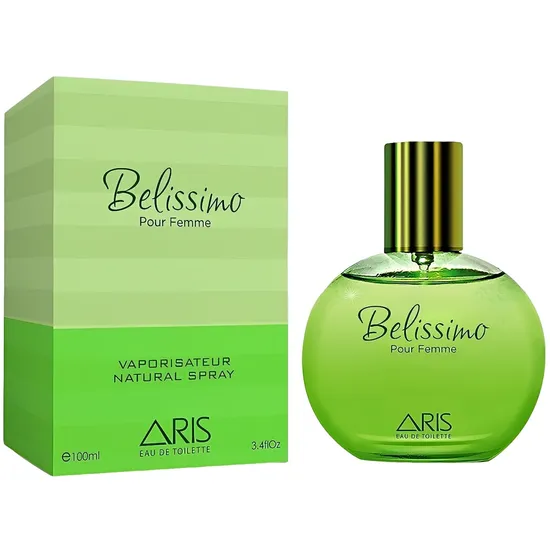 Belissimo
Pour Femme
VAPORISATEUR
NATURAL SPRAY
ARIS
EAU DE TOILETTE
℮100ml
3.4flOz
Belissimo
Pour Femme
ARIS
EAU DE TOILETTE